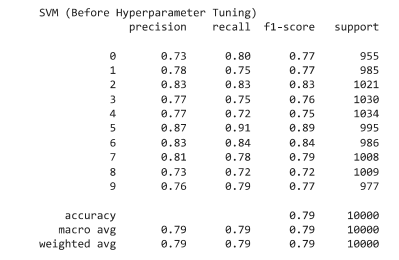 SVM (Before Hyperparameter Tuning)
precision recall f1-score support
0 0.73 0.80 0.77 955
1 0.78 0.75 0.77 985
2 0.83 0.83 0.83 1021
3 0.77 0.75 0.76 1030
4 0.77 0.72 0.75 1034
5 0.87 0.91 0.89 995
6 0.83 0.84 0.84 986
7 0.81 0.78 0.79 1008
8 0.73 0.72 0.72 1009
9 0.76 0.79 0.77 977
accuracy 0.79 10000
macro avg 0.79 0.79 0.79 10000
weighted avg 0.79 0.79 0.79 10000